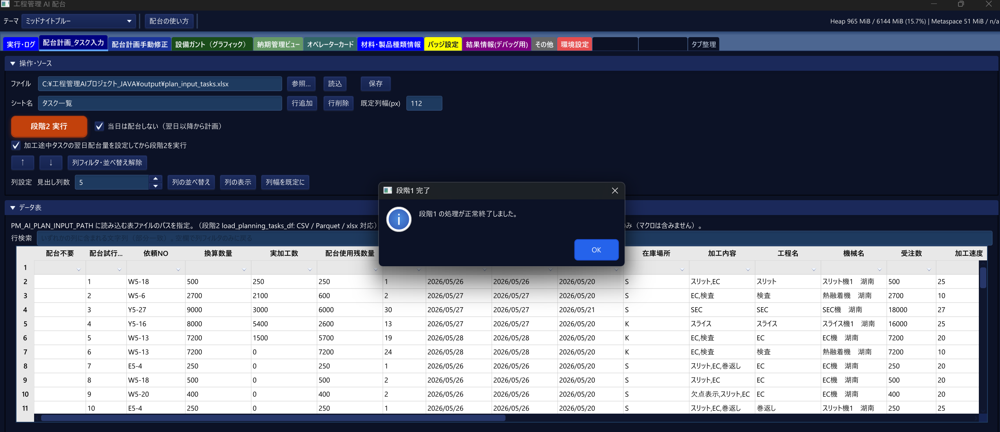 工程管理 AI 配台
テーマ ミッドナイトブルー 配台の使い方 Heap 965 MiB / 6144 MiB (15.7%) | Metaspace 51 MiB / n/a
実行・ログ 配台計画_タスク入力 配台計画手動修正 設備ガント（グラフィック） 納期管理ビュー オペレーターカード 材料・製品種類情報 バッジ設定 結果情報(デバッグ用) その他 環境設定 タブ整理
▼ 操作・ソース
ファイル C:¥工程管理AIプロジェクト_JAVA¥output¥plan_input_tasks.xlsx 参照... 読込 保存
シート名 タスク一覧 行追加 行削除 既定列幅(px) 112
段階2 実行 当日は配台しない（翌日以降から計画）
加工途中タスクの翌日配台量を設定してから段階2を実行
↑ ↓ 列フィルタ・並べ替え解除
列設定 見出し列数 5 列の並べ替え 列の表示 列幅を既定に
段階1 完了
段階1 の処理が正常終了しました。
OK
▼ データ表
PM_AI_PLAN_INPUT_PATH に読み込む表ファイルのパスを指定。（段階2 load_planning_tasks_df: CSV / Parquet / xlsx 対応） み（マクロは含みません）。
行検索 いずれかの列に含まれる文字列（部分一致）。空欄で列フィルタのみに戻る
配台不要 配台試行... 依頼NO 換算数量 実加工数 配台使用残数量 在庫場所 加工内容 工程名 機械名 受注数 加工速度
1
2 1 W5-18 500 250 250 1 2026/05/26 2026/05/26 2026/05/20 S スリット,EC スリット スリット機1　湖南 500 25
3 2 W5-6 2700 2100 600 2 2026/05/27 2026/05/27 2026/05/20 S EC,検査 検査 熱融着機　湖南 2700 10
4 3 Y5-27 9000 3000 6000 30 2026/05/27 2026/05/27 2026/05/21 S SEC SEC SEC機　湖南 18000 27
5 4 Y5-16 8000 5400 2600 13 2026/05/27 2026/05/27 2026/05/20 K スライス スライス スライス機1　湖南 16000 25
6 5 W5-13 7200 1500 5700 19 2026/05/28 2026/05/28 2026/05/20 K EC,検査 EC EC機　湖南 7200 20
7 6 W5-13 7200 0 7200 24 2026/05/28 2026/05/28 2026/05/20 K EC,検査 検査 熱融着機　湖南 7200 10
8 7 E5-4 250 0 250 1 2026/05/26 2026/05/26 2026/05/20 S スリット,EC,巻返し EC EC機　湖南 250 20
9 8 W5-18 500 0 500 2 2026/05/26 2026/05/26 2026/05/20 S スリット,EC EC EC機　湖南 500 20
10 9 W5-20 400 0 400 2 2026/05/26 2026/05/26 2026/05/20 S 欠点表示,スリット,EC EC EC機　湖南 400 20
11 10 E5-4 250 0 250 1 2026/05/26 2026/05/26 2026/05/20 S スリット,EC,巻返し 巻返し スリット機1　湖南 250 25